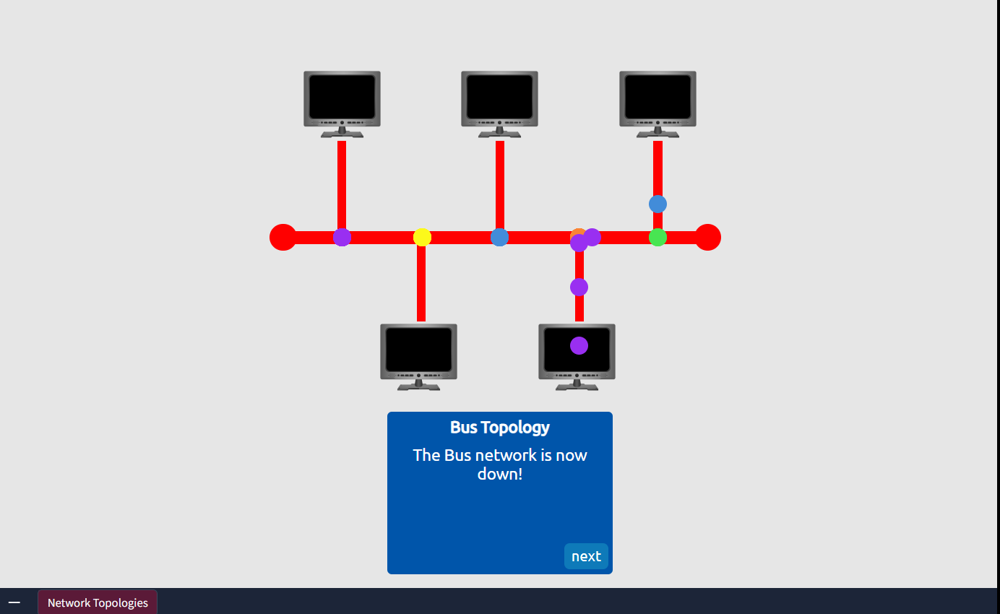 Bus Topology
The Bus network is now
down!
next
Network Topologies